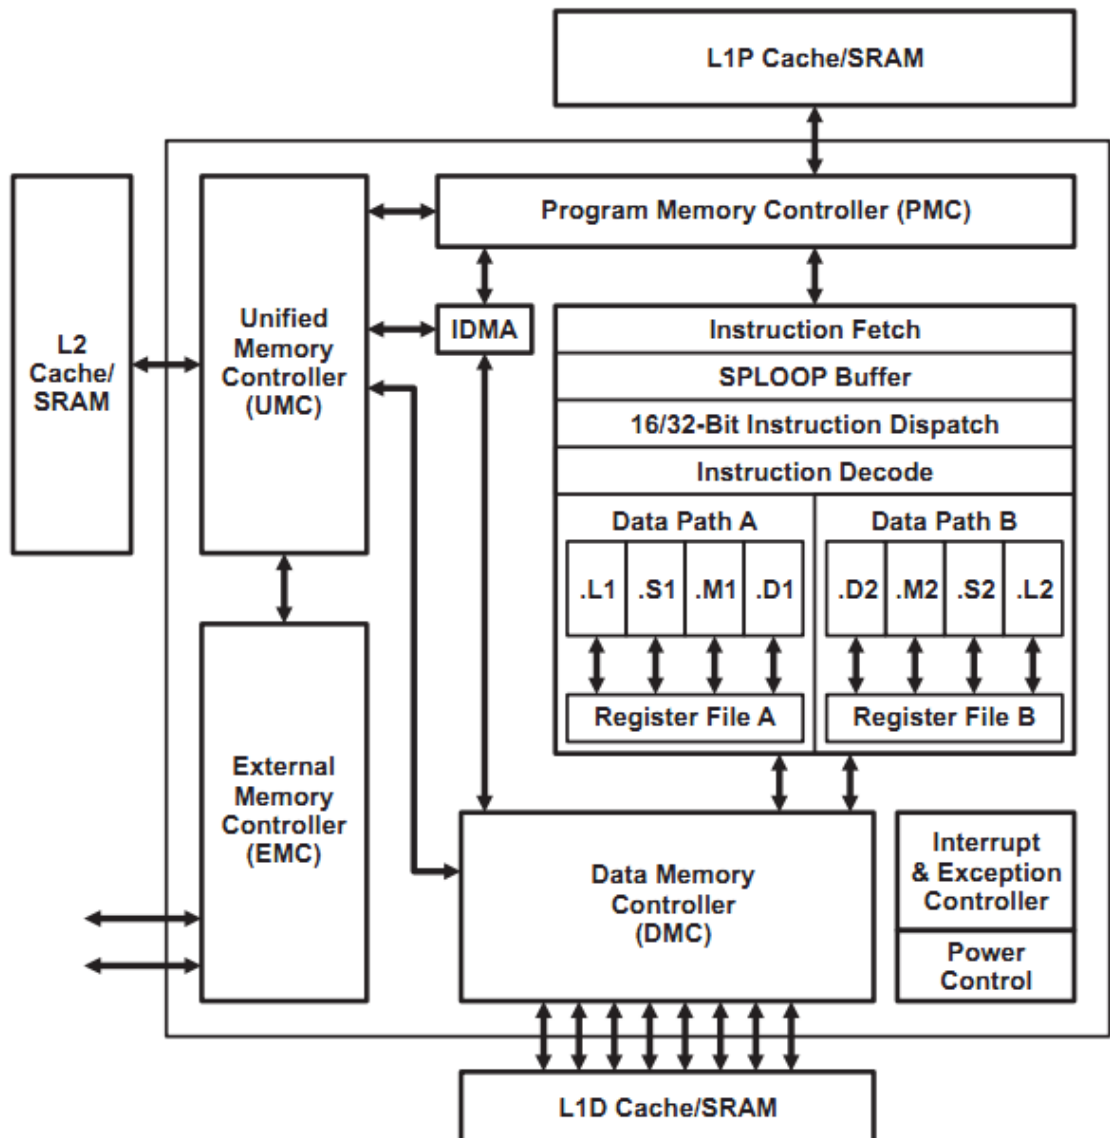 L1P Cache/SRAM
Program Memory Controller (PMC)
L2
Cache/
SRAM
Unified
Memory
Controller
(UMC)
IDMA
Instruction Fetch
SPLOOP Buffer
16/32-Bit Instruction Dispatch
Instruction Decode
Data Path A
Data Path B
.L1 .S1 .M1 .D1
.D2 .M2 .S2 .L2
Register File A
Register File B
External
Memory
Controller
(EMC)
Data Memory
Controller
(DMC)
Interrupt
& Exception
Controller
Power
Control
L1D Cache/SRAM